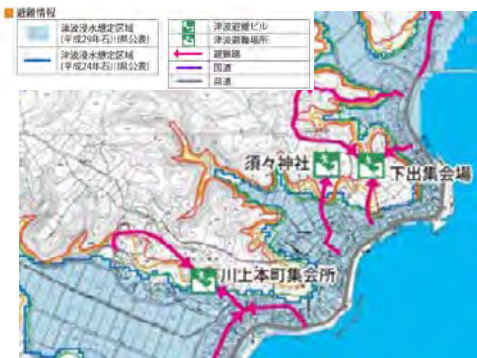 避難情報
津波浸水想定区域
(平成29年石川県公表)
津波浸水想定区域
(平成24年石川県公表)
津波避難ビル
津波避難場所
避難路
国道
県道
須々神社
下出集会場
川上本町集会所